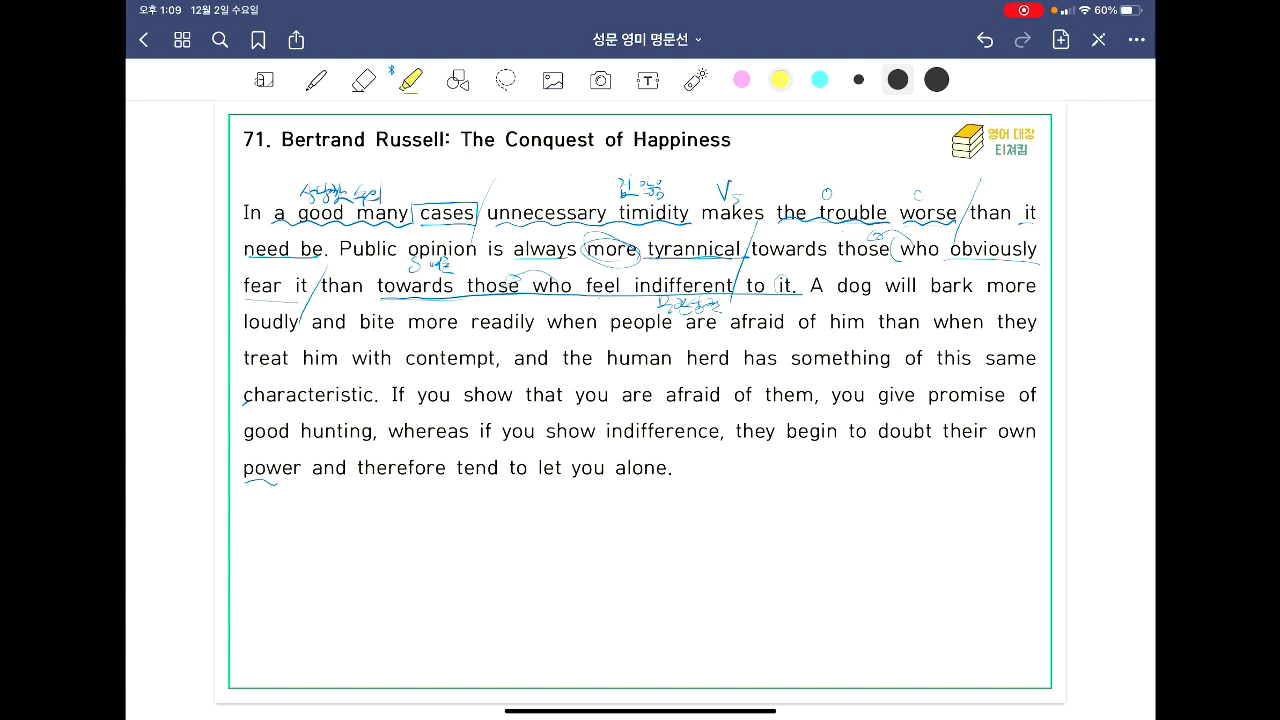 오후 1:09 12월 2일 수요일
60%
성문 영미 명문선
T
71. Bertrand Russell: The Conquest of Happiness
영어 대장
티쳐킴
상당한 수의
겁 많음
V
O
C
In a good many cases unnecessary timidity makes the trouble worse than it
need be. Public opinion is always more tyrannical towards those who obviously
S
fear it than towards those who feel indifferent to it. A dog will bark more
loudly and bite more readily when people are afraid of him than when they
treat him with contempt, and the human herd has something of this same
characteristic. If you show that you are afraid of them, you give promise of
good hunting, whereas if you show indifference, they begin to doubt their own
power and therefore tend to let you alone.